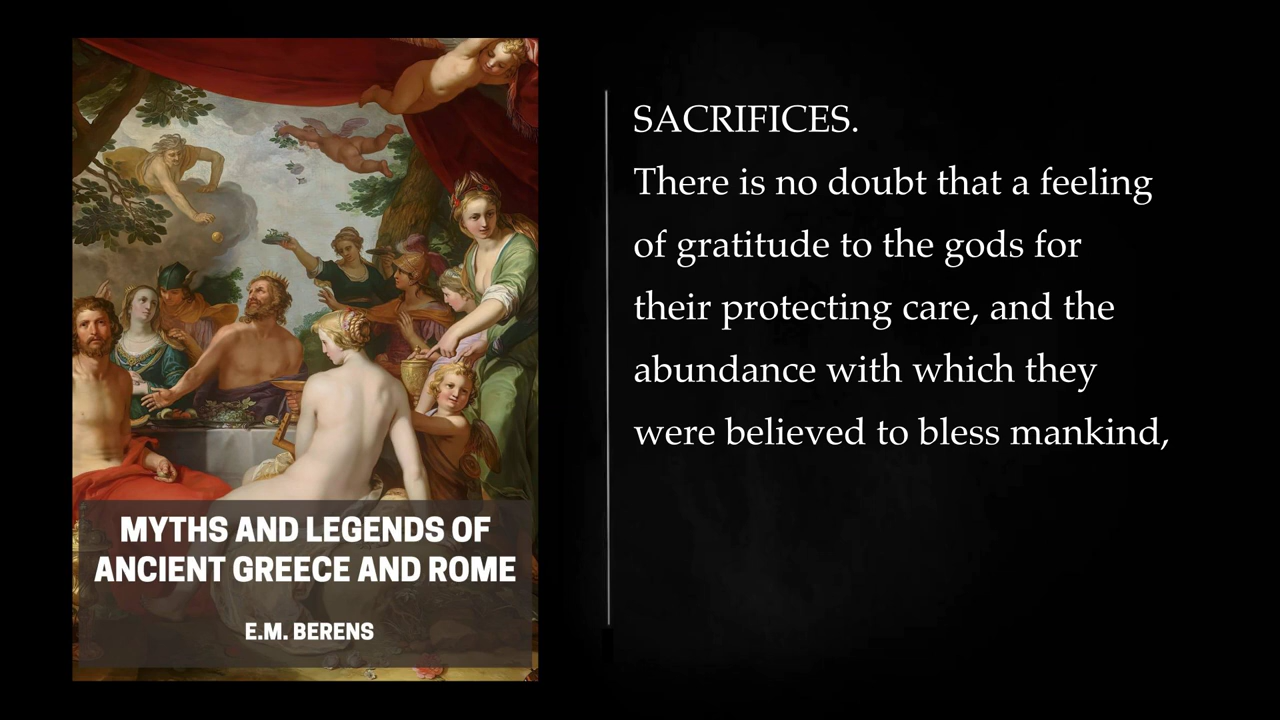 MYTHS AND LEGENDS OF
ANCIENT GREECE AND ROME
E.M. BERENS
SACRIFICES.
There is no doubt that a feeling
of gratitude to the gods for
their protecting care, and the
abundance with which they
were believed to bless mankind,